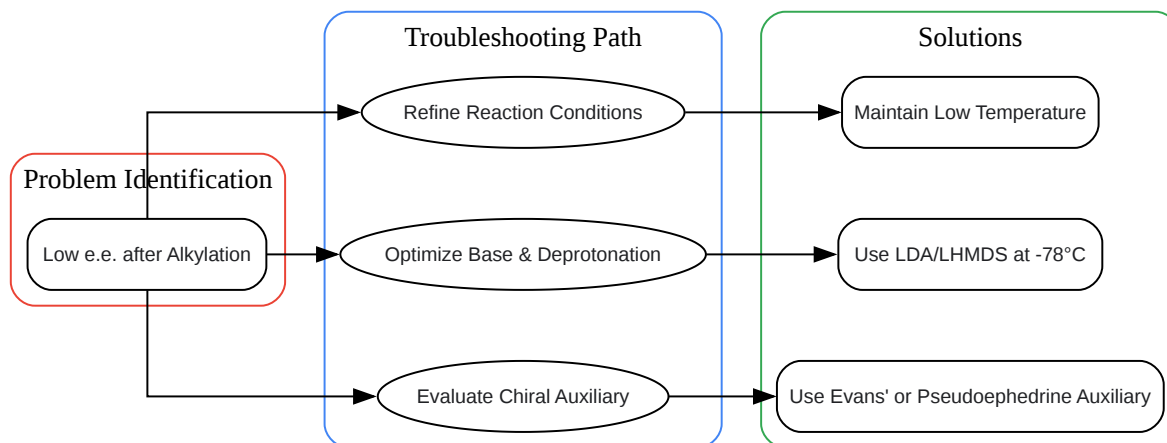 Troubleshooting Path
Solutions
Refine Reaction Conditions
Maintain Low Temperature
Problem Identification
Low e.e. after Alkylation
Optimize Base & Deprotonation
Use LDA/LHMDS at -78°C
Evaluate Chiral Auxiliary
Use Evans' or Pseudoephedrine Auxiliary